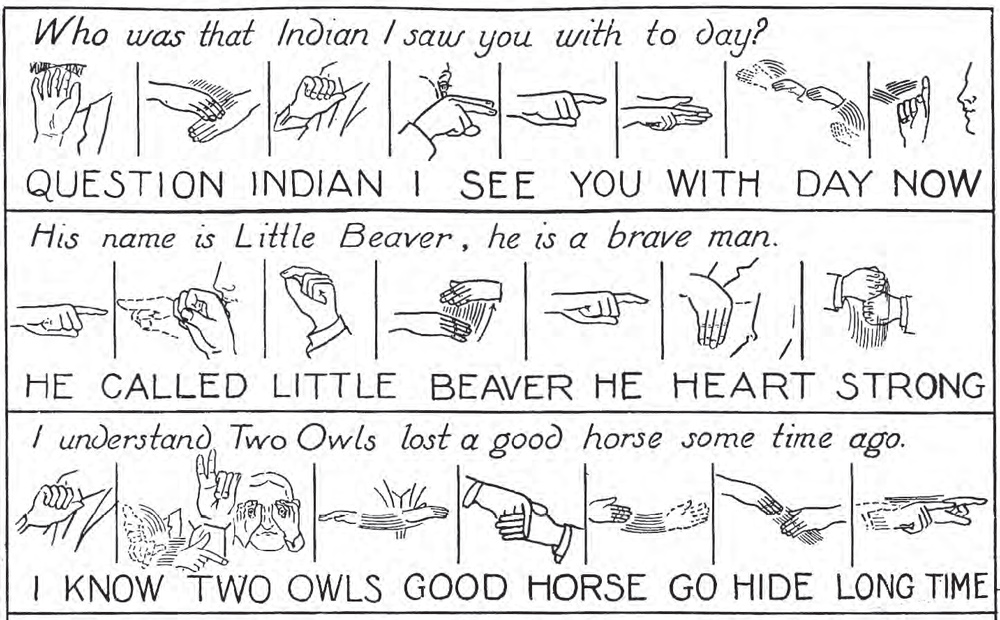 Who was that Indian I saw you with to day?
QUESTION INDIAN I SEE YOU WITH DAY NOW
His name is Little Beaver, he is a brave man.
HE CALLED LITTLE BEAVER HE HEART STRONG
I understand Two Owls lost a good horse some time ago.
I KNOW TWO OWLS GOOD HORSE GO HIDE LONG TIME